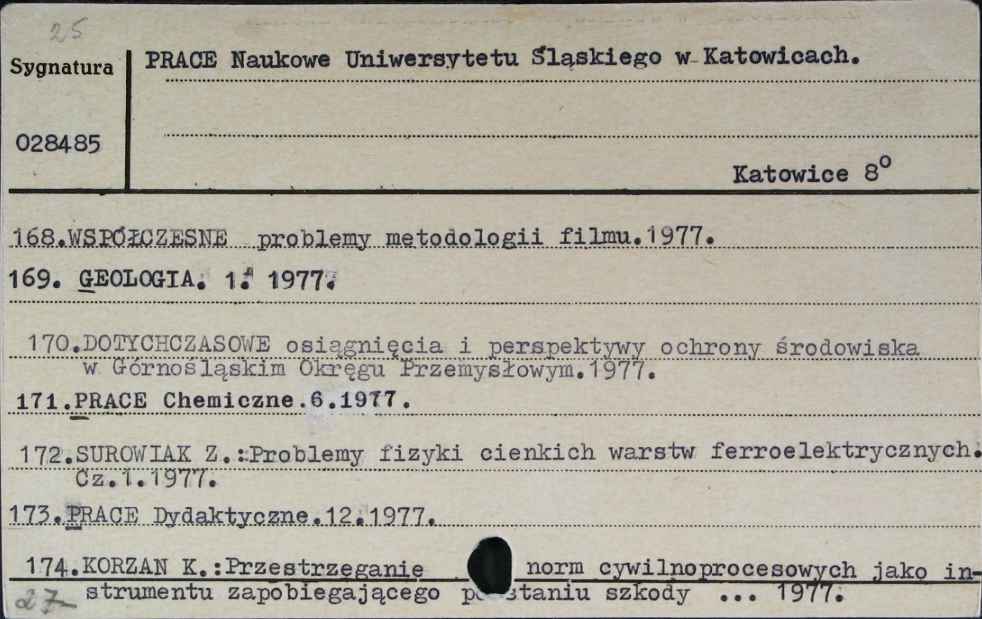 25
Sygnatura
PRACE Naukowe Uniwersytetu Śląskiego w Katowicach.
028485
Katowice 8°
168.WSPÓŁCZESNE problemy metodologii filmu.1977.
169. GEOLOGIA. 1. 1977.
170.DOTYCHCZASOWE osiągnięcia i perspektywy ochrony środowiska
w Górnośląskim Okręgu Przemysłowym.1977.
171.PRACE Chemiczne.6.1977.
172.SUROWIAK Z.:Problemy fizyki cienkich warstw ferroelektrycznych.
Cz.1.1977.
173.PRACE Dydaktyczne.12.1977.
174.KORZAN K.:Przestrzeganie norm cywilnoprocesowych jako in-
strumentu zapobiegającego szkody ... 1977.
27